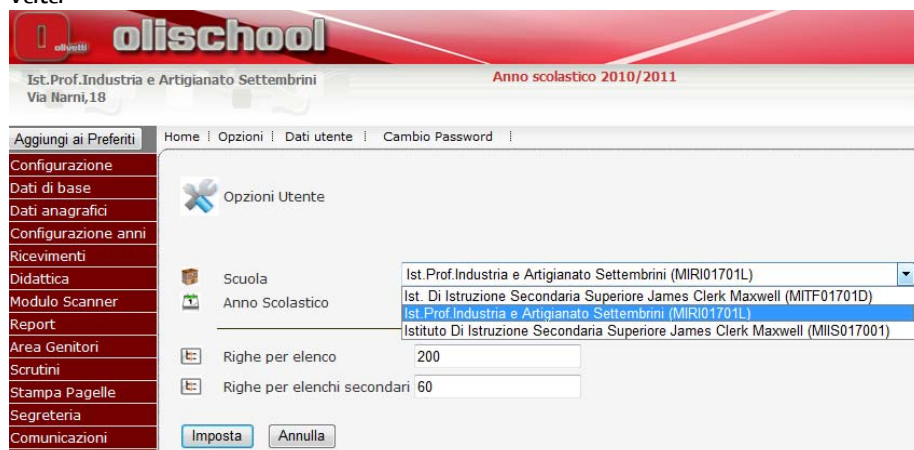 olivetti olischool
Ist.Prof.Industria e Artigianato Settembrini
Via Narni,18
Anno scolastico 2010/2011
Aggiungi ai Preferiti
Home | Opzioni | Dati utente | Cambio Password |
Configurazione
Dati di base
Dati anagrafici
Configurazione anni
Ricevimenti
Didattica
Modulo Scanner
Report
Area Genitori
Scrutini
Stampa Pagelle
Segreteria
Comunicazioni
Opzioni Utente
Scuola
Ist.Prof.Industria e Artigianato Settembrini (MIRI01701L)
Anno Scolastico
Ist. Di Istruzione Secondaria Superiore James Clerk Maxwell (MITF01701D)
Ist.Prof.Industria e Artigianato Settembrini (MIRI01701L)
Istituto Di Istruzione Secondaria Superiore James Clerk Maxwell (MIIS017001)
Righe per elenco 200
Righe per elenchi secondari 60
Imposta Annulla